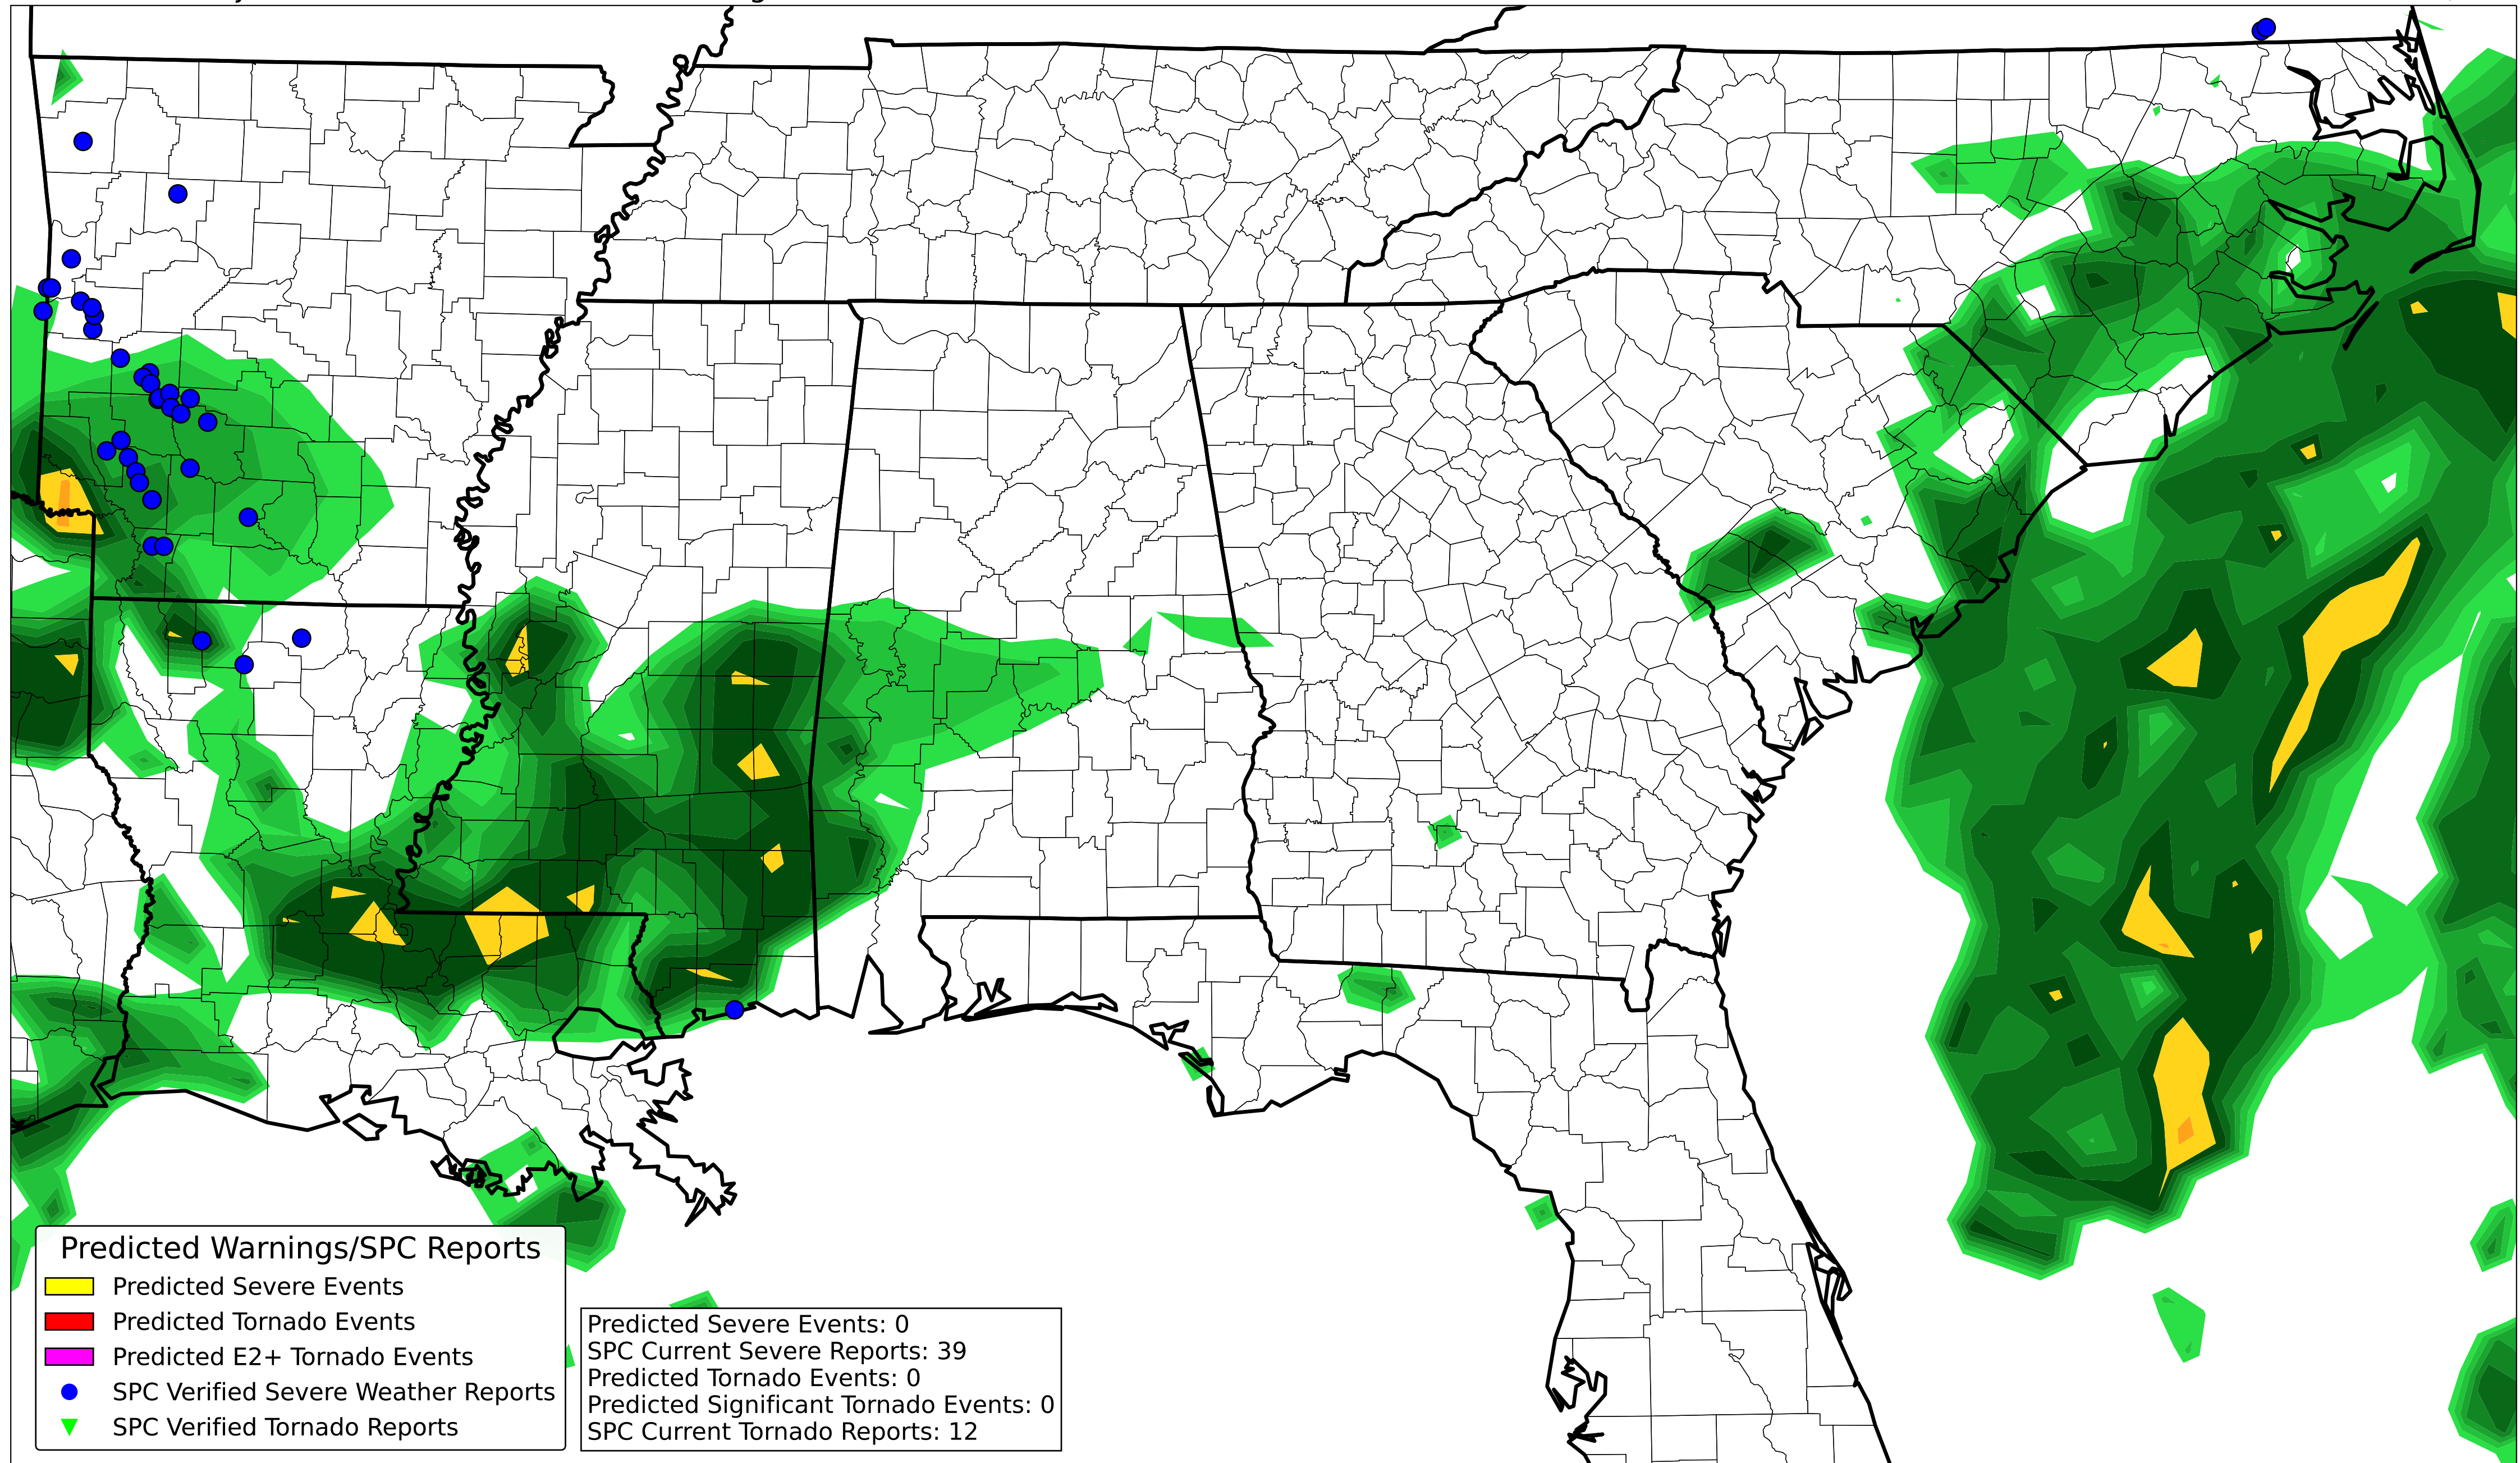 Predicted Warnings/SPC Reports
Predicted Severe Events
Predicted Tornado Events
Predicted E2+ Tornado Events
SPC Verified Severe Weather Reports
SPC Verified Tornado Reports
Predicted Severe Events: 0
SPC Current Severe Reports: 39
Predicted Tornado Events: 0
Predicted Significant Tornado Events: 0
SPC Current Tornado Reports: 12